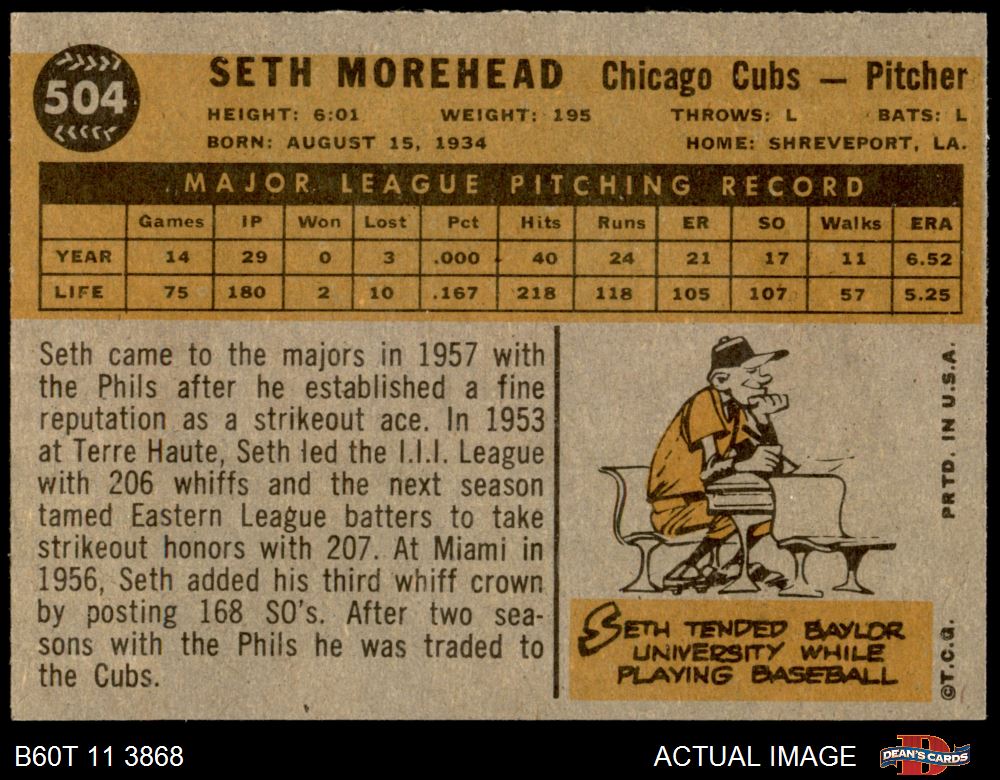 504
SETH MOREHEAD Chicago Cubs — Pitcher
HEIGHT: 6:01 WEIGHT: 195 THROWS: L BATS: L
BORN: AUGUST 15, 1934 HOME: SHREVEPORT, LA.
MAJOR LEAGUE PITCHING RECORD
Games IP Won Lost Pct Hits Runs ER SO Walks ERA
YEAR 14 29 0 3 .000 40 24 21 17 11 6.52
LIFE 75 180 2 10 .167 218 118 105 107 57 5.25
Seth came to the majors in 1957 with
the Phils after he established a fine
reputation as a strikeout ace. In 1953
at Terre Haute, Seth led the I.I.I. League
with 206 whiffs and the next season
tamed Eastern League batters to take
strikeout honors with 207. At Miami in
1956, Seth added his third whiff crown
by posting 168 SO's. After two sea-
sons with the Phils he was traded to
the Cubs.
SETH TENDED BAYLOR
UNIVERSITY WHILE
PLAYING BASEBALL
PRTD. IN U.S.A.
©T.C.G.
B60T 11 3868
ACTUAL IMAGE
D
DEAN'S CARDS